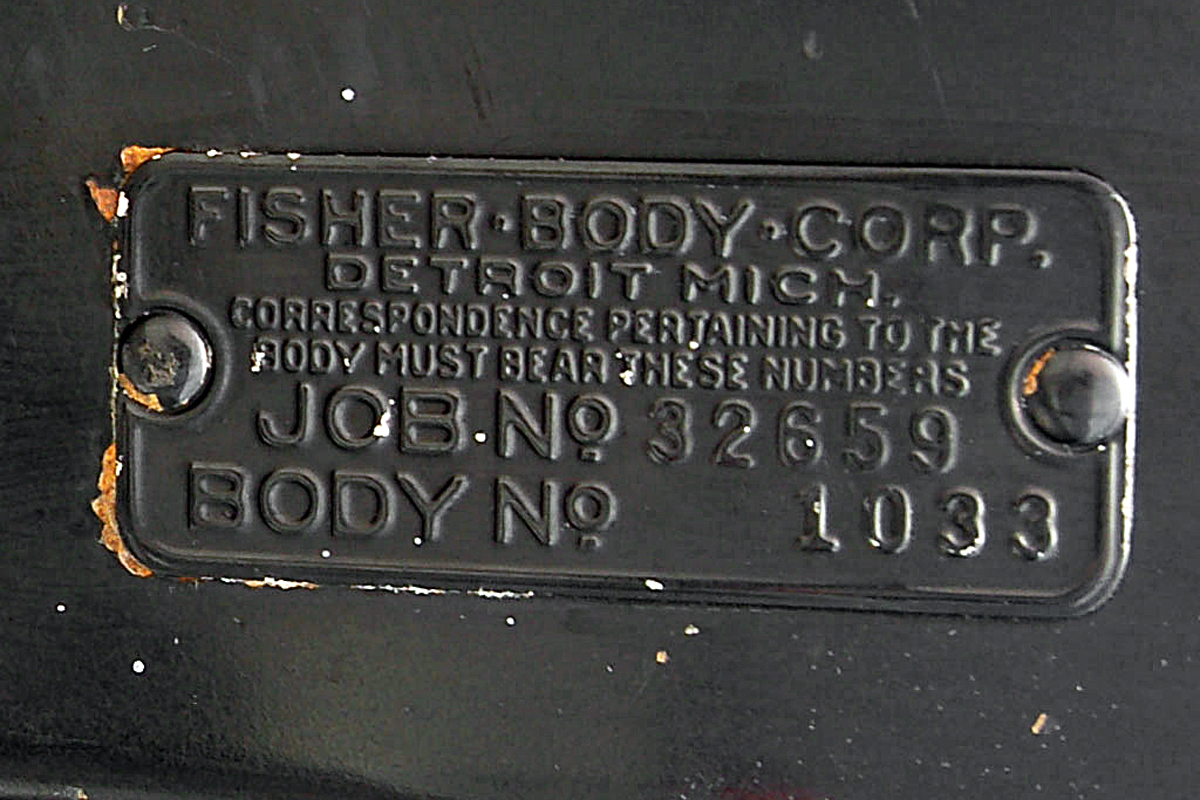 FISHER·BODY·CORP.
DETROIT MICH.
CORRESPONDENCE PERTAINING TO THE
BODY MUST BEAR THESE NUMBERS
JOB Nº 32659
BODY Nº 1033